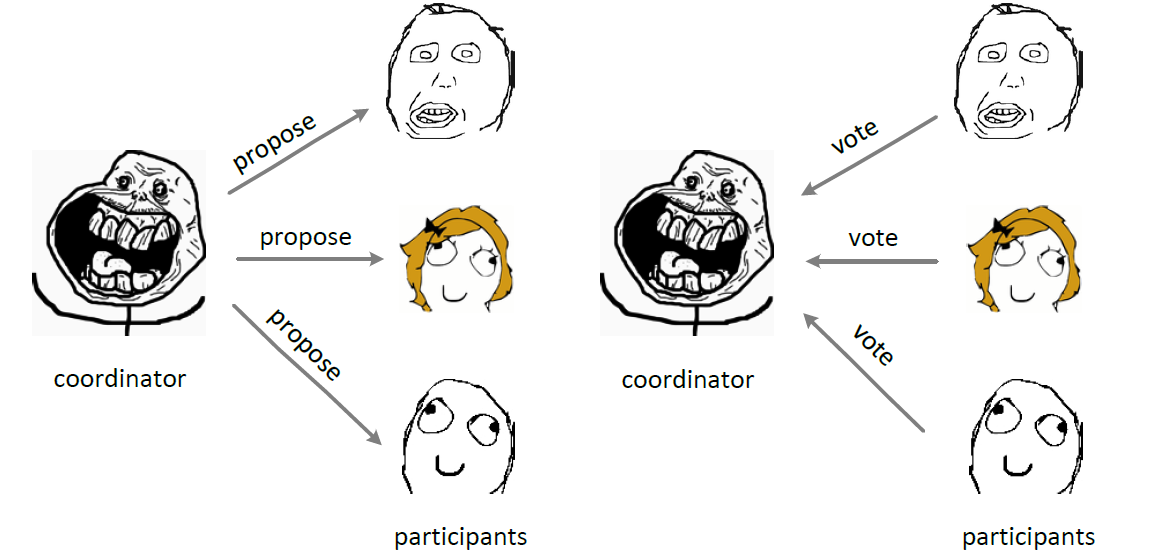 propose
propose
propose
coordinator
participants
vote
vote
vote
coordinator
participants